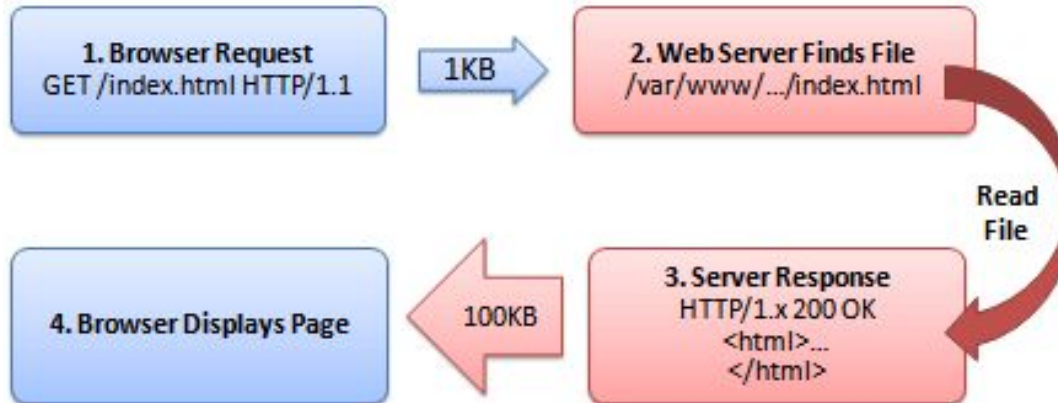 1. Browser Request
GET /index.html HTTP/1.1
1KB
2. Web Server Finds File
/var/www/.../index.html
Read
File
3. Server Response
HTTP/1.x 200 OK
<html>...
</html>
100KB
4. Browser Displays Page